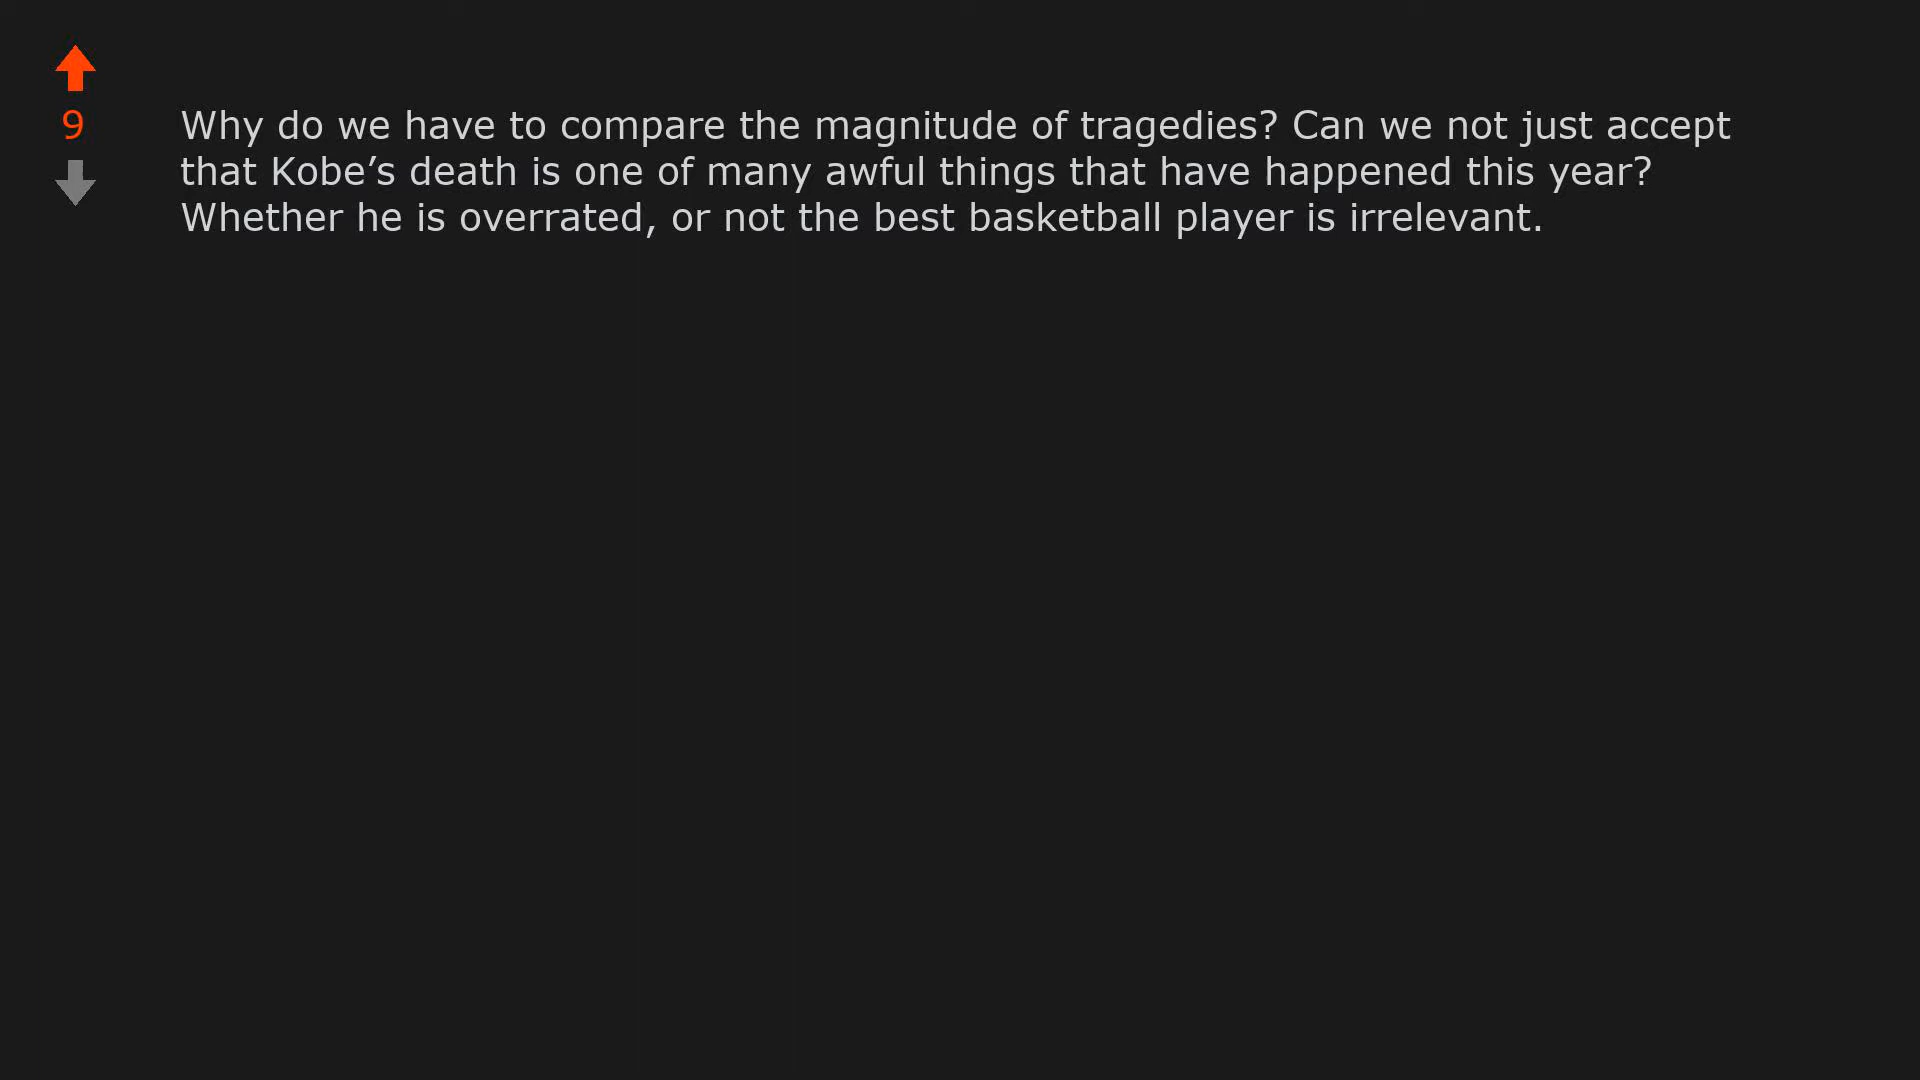 9
Why do we have to compare the magnitude of tragedies? Can we not just accept
that Kobe’s death is one of many awful things that have happened this year?
Whether he is overrated, or not the best basketball player is irrelevant.